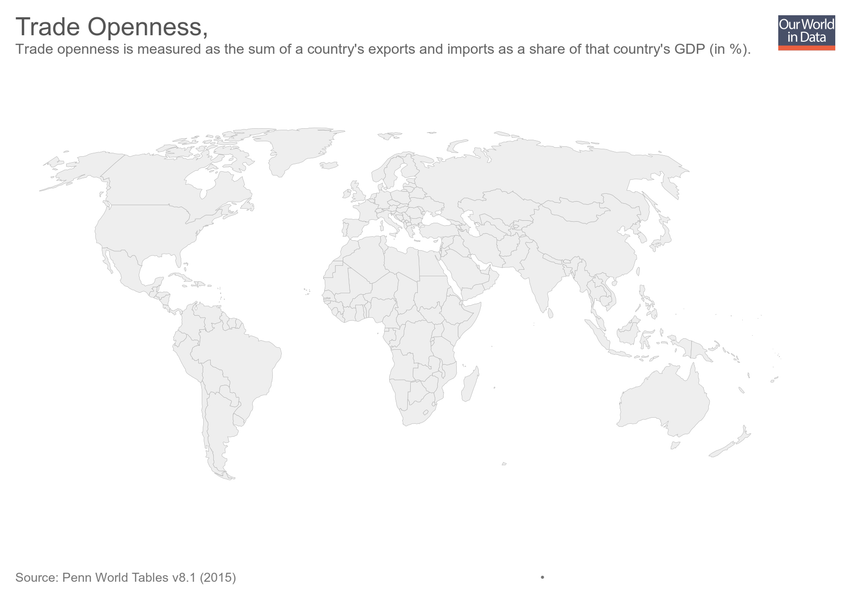 Trade Openness,
Trade openness is measured as the sum of a country's exports and imports as a share of that country's GDP (in %).
Our World
in Data
Source: Penn World Tables v8.1 (2015)
•